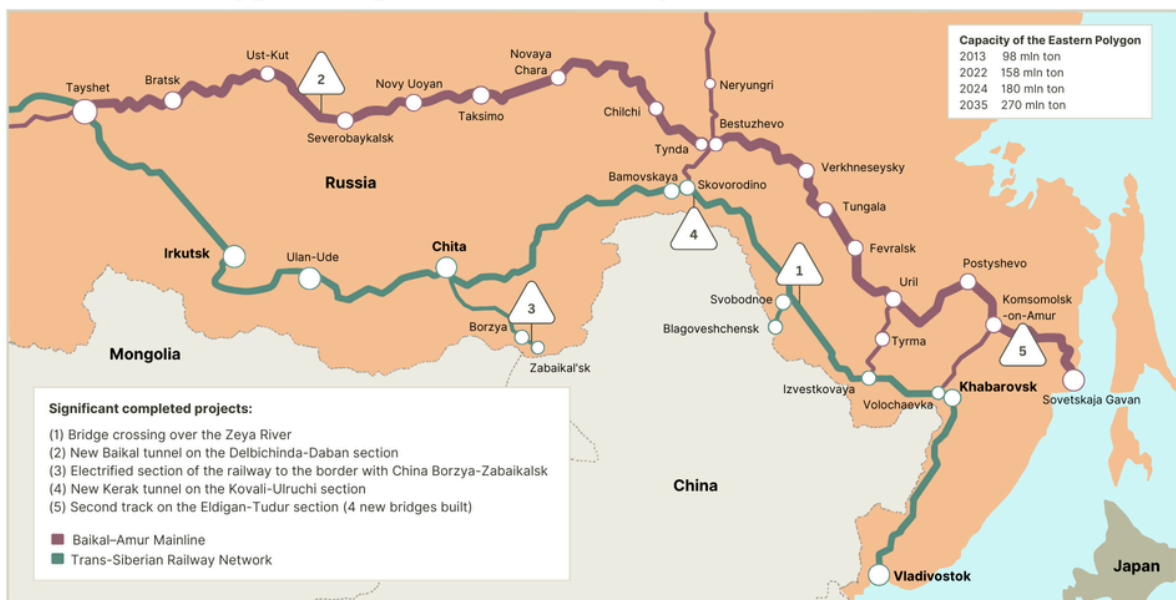 Capacity of the Eastern Polygon
2013 98 mln ton
2022 158 mln ton
2024 180 mln ton
2035 270 mln ton
Tayshet
Bratsk
Ust-Kut
2
Severobaykalsk
Novy Uoyan
Taksimo
Novaya
Chara
Chilchi
Tynda
Neryungri
Bestuzhevo
Verkhneseysky
Tungala
Fevralsk
Uril
Postyshevo
Komsomolsk
-on-Amur
5
Sovetskaja Gavan
Russia
Bamovskaya
Skovorodino
4
Irkutsk
Ulan-Ude
Chita
3
Borzya
Zabaikal'sk
1
Svobodnoe
Blagoveshchensk
Tyrma
Izvestkovaya
Volochaevka
Khabarovsk
Vladivostok
Mongolia
China
Japan
Significant completed projects:
(1) Bridge crossing over the Zeya River
(2) New Baikal tunnel on the Delbichinda-Daban section
(3) Electrified section of the railway to the border with China Borzya-Zabaikalsk
(4) New Kerak tunnel on the Kovali-Ulruchi section
(5) Second track on the Eldigan-Tudur section (4 new bridges built)
Baikal–Amur Mainline
Trans-Siberian Railway Network